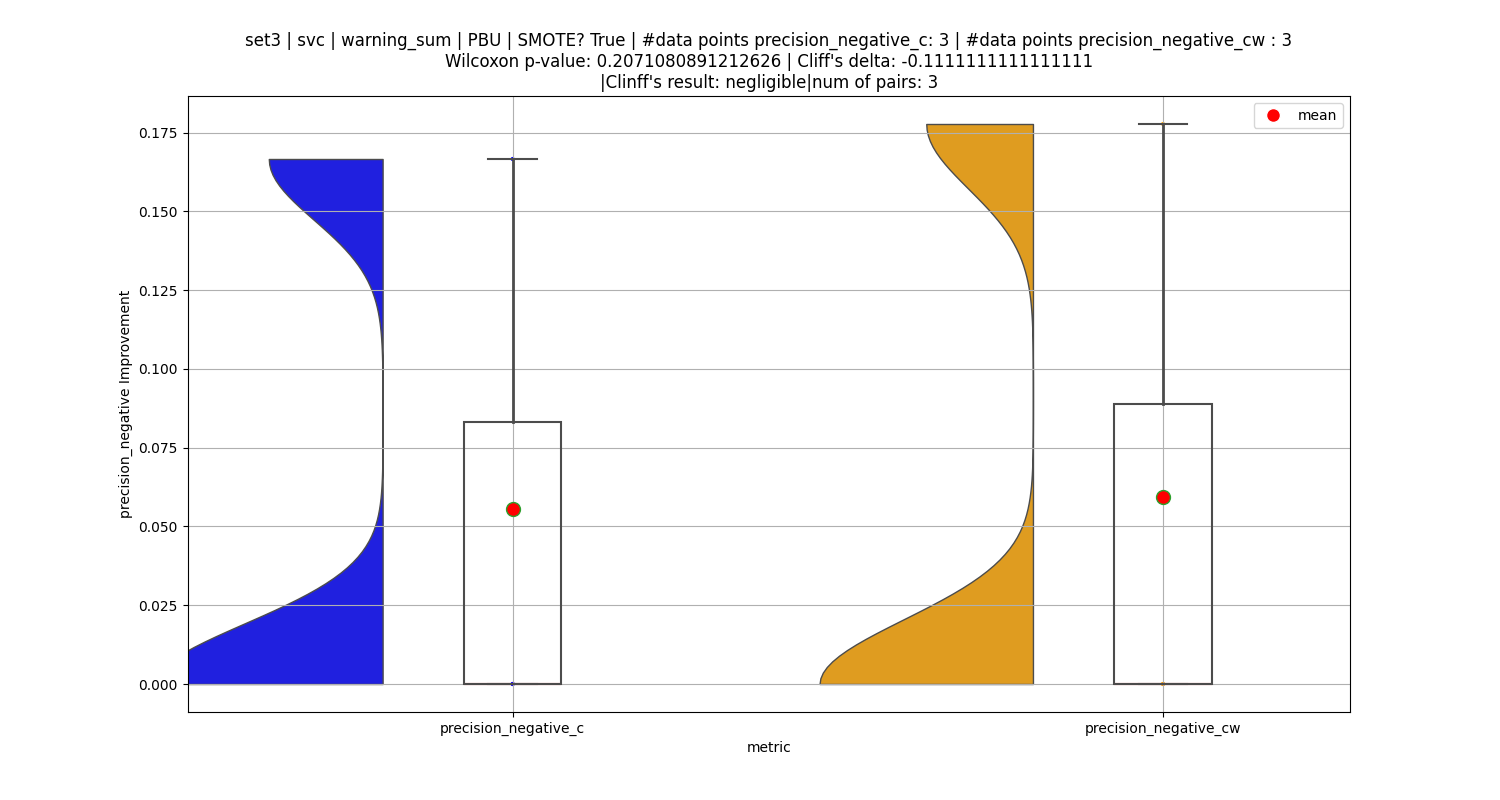 set3 | svc | warning_sum | PBU | SMOTE? True | #data points precision_negative_c: 3 | #data points precision_negative_cw : 3
Wilcoxon p-value: 0.2071080891212626 | Cliff's delta: -0.1111111111111111
|Clinff's result: negligible|num of pairs: 3
mean
0.175
0.150
0.125
0.100
0.075
0.050
0.025
0.000
precision_negative Improvement
precision_negative_c
precision_negative_cw
metric